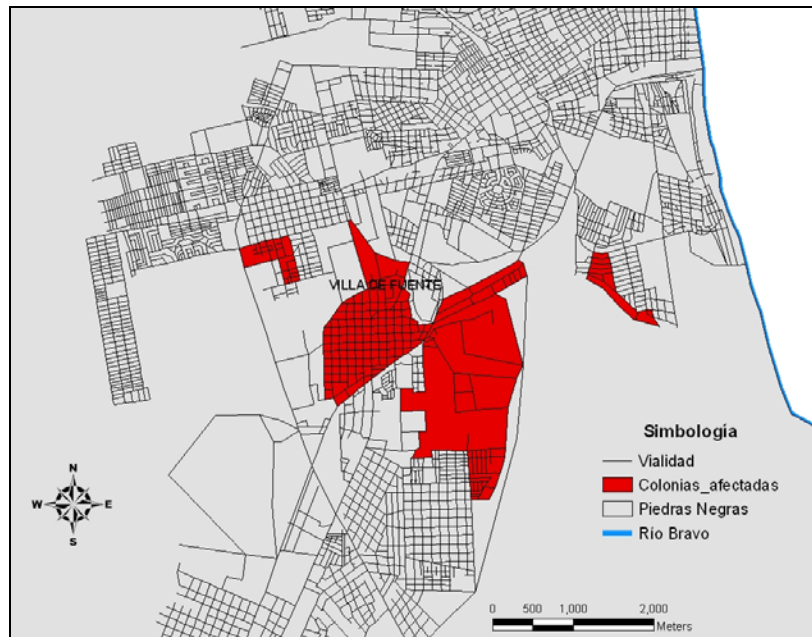 VILLA DE FUENTE
Simbología
Vialidad
Colonias_afectadas
Piedras Negras
Río Bravo
N
W E
S
0 500 1,000 2,000
Meters